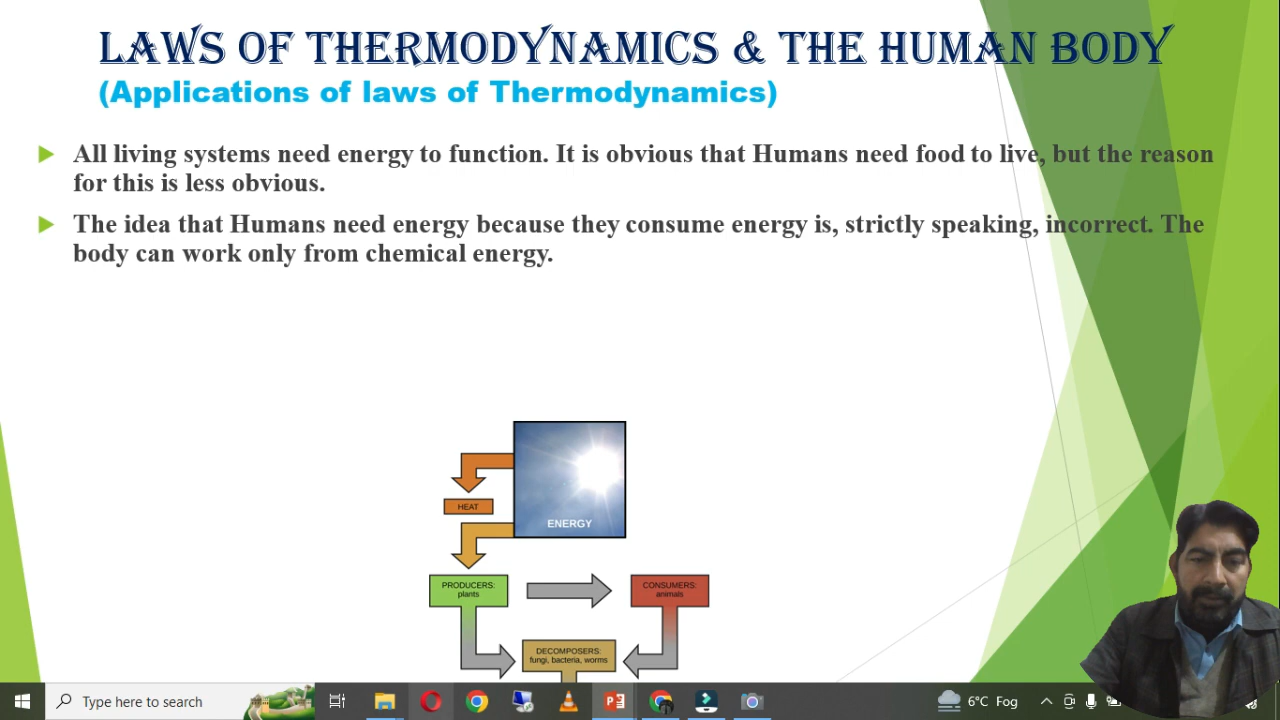 LAWS OF THERMODYNAMICS & THE HUMAN BODY
(Applications of laws of Thermodynamics)
All living systems need energy to function. It is obvious that Humans need food to live, but the reason
for this is less obvious.
The idea that Humans need energy because they consume energy is, strictly speaking, incorrect. The
body can work only from chemical energy.
ENERGY
HEAT
PRODUCERS:
plants
CONSUMERS:
animals
DECOMPOSERS:
fungi, bacteria, worms
Type here to search
6°C Fog